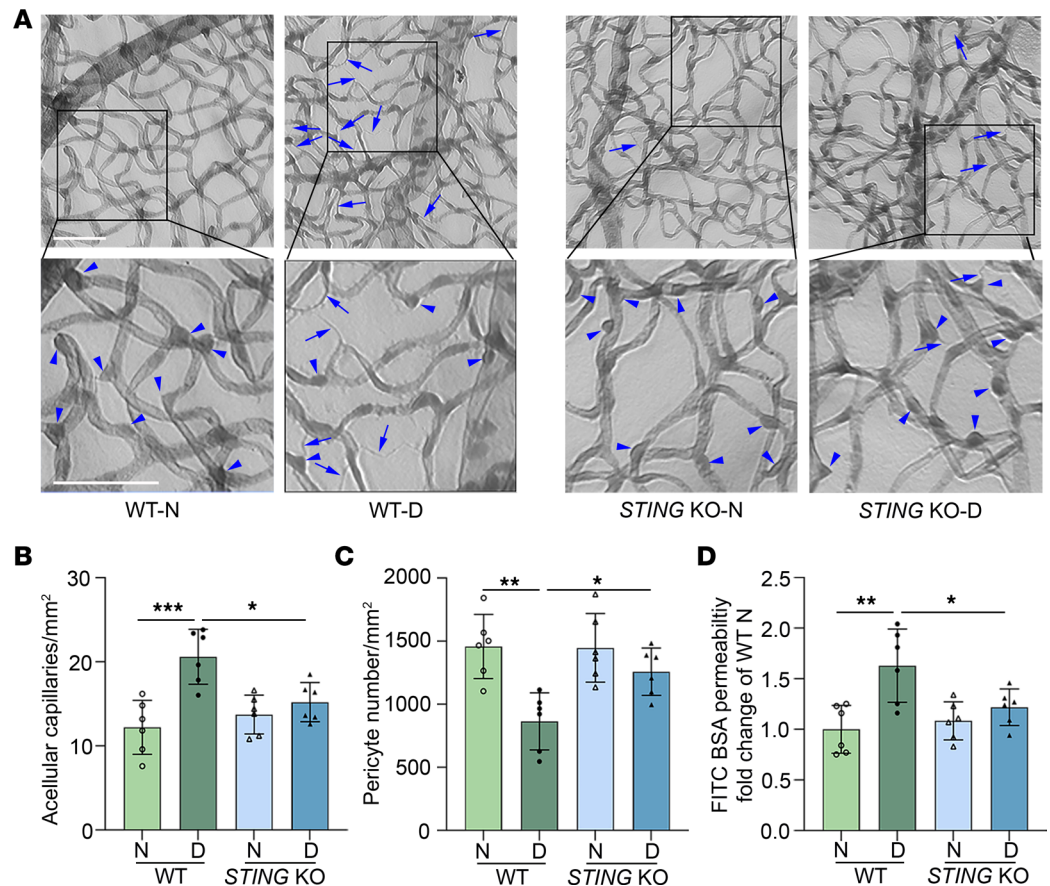 A
WT-N WT-D STING KO-N STING KO-D
B
Acellular capillaries/mm²
30
20
10
0
***
*
N D N D
WT STING KO
C
Pericyte number/mm²
2000
1500
1000
500
0
**
*
N D N D
WT STING KO
D
FITC BSA permeabiltiy
fold change of WT N
2.5
2.0
1.5
1.0
0.5
0.0
**
*
N D N D
WT STING KO